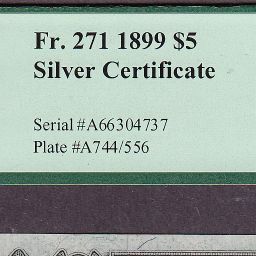 Fr. 271 1899 $5
Silver Certificate
Serial #A66304737
Plate #A744/556